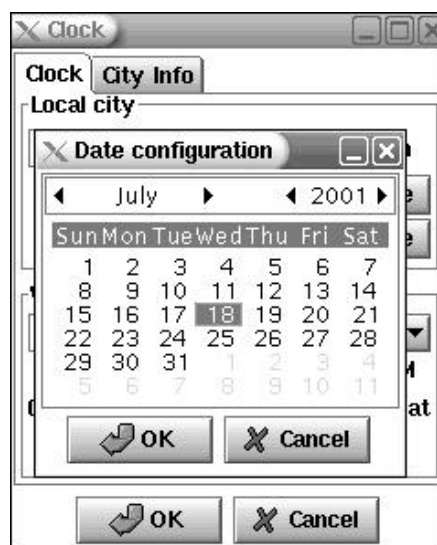 Clock
Clock City Info
Local city
Date configuration
July 2001
Sun Mon Tue Wed Thu Fri Sat
1 2 3 4 5 6 7
8 9 10 11 12 13 14
15 16 17 18 19 20 21
22 23 24 25 26 27 28
29 30 31 1 2 3 4
5 6 7 8 9 10 11
at
OK Cancel
OK Cancel